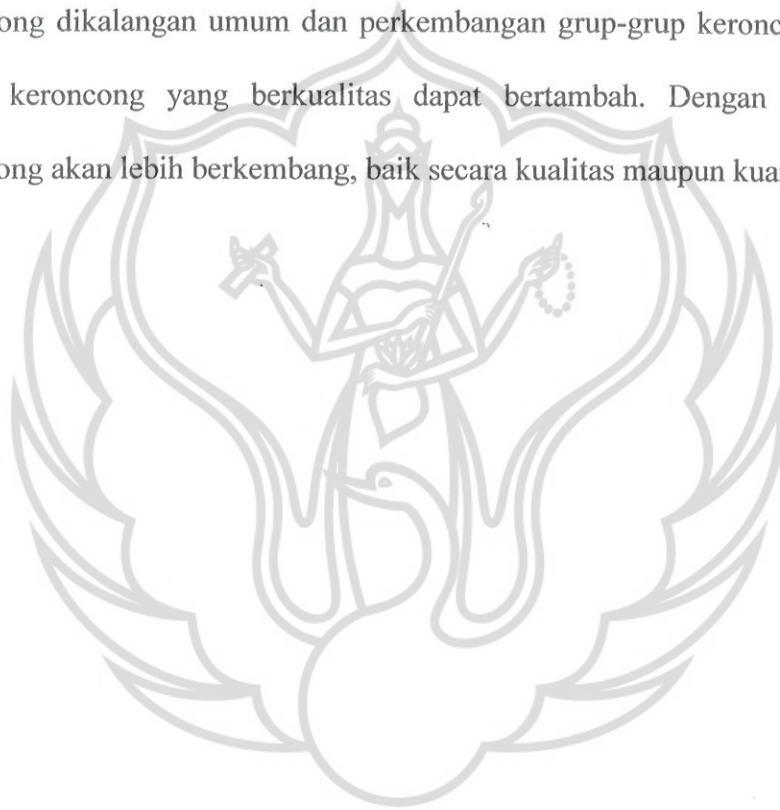 ong dikalangan umum dan perkembangan grup-grup keronc
keroncong yang berkualitas dapat bertambah. Dengan
ong akan lebih berkembang, baik secara kualitas maupun kua